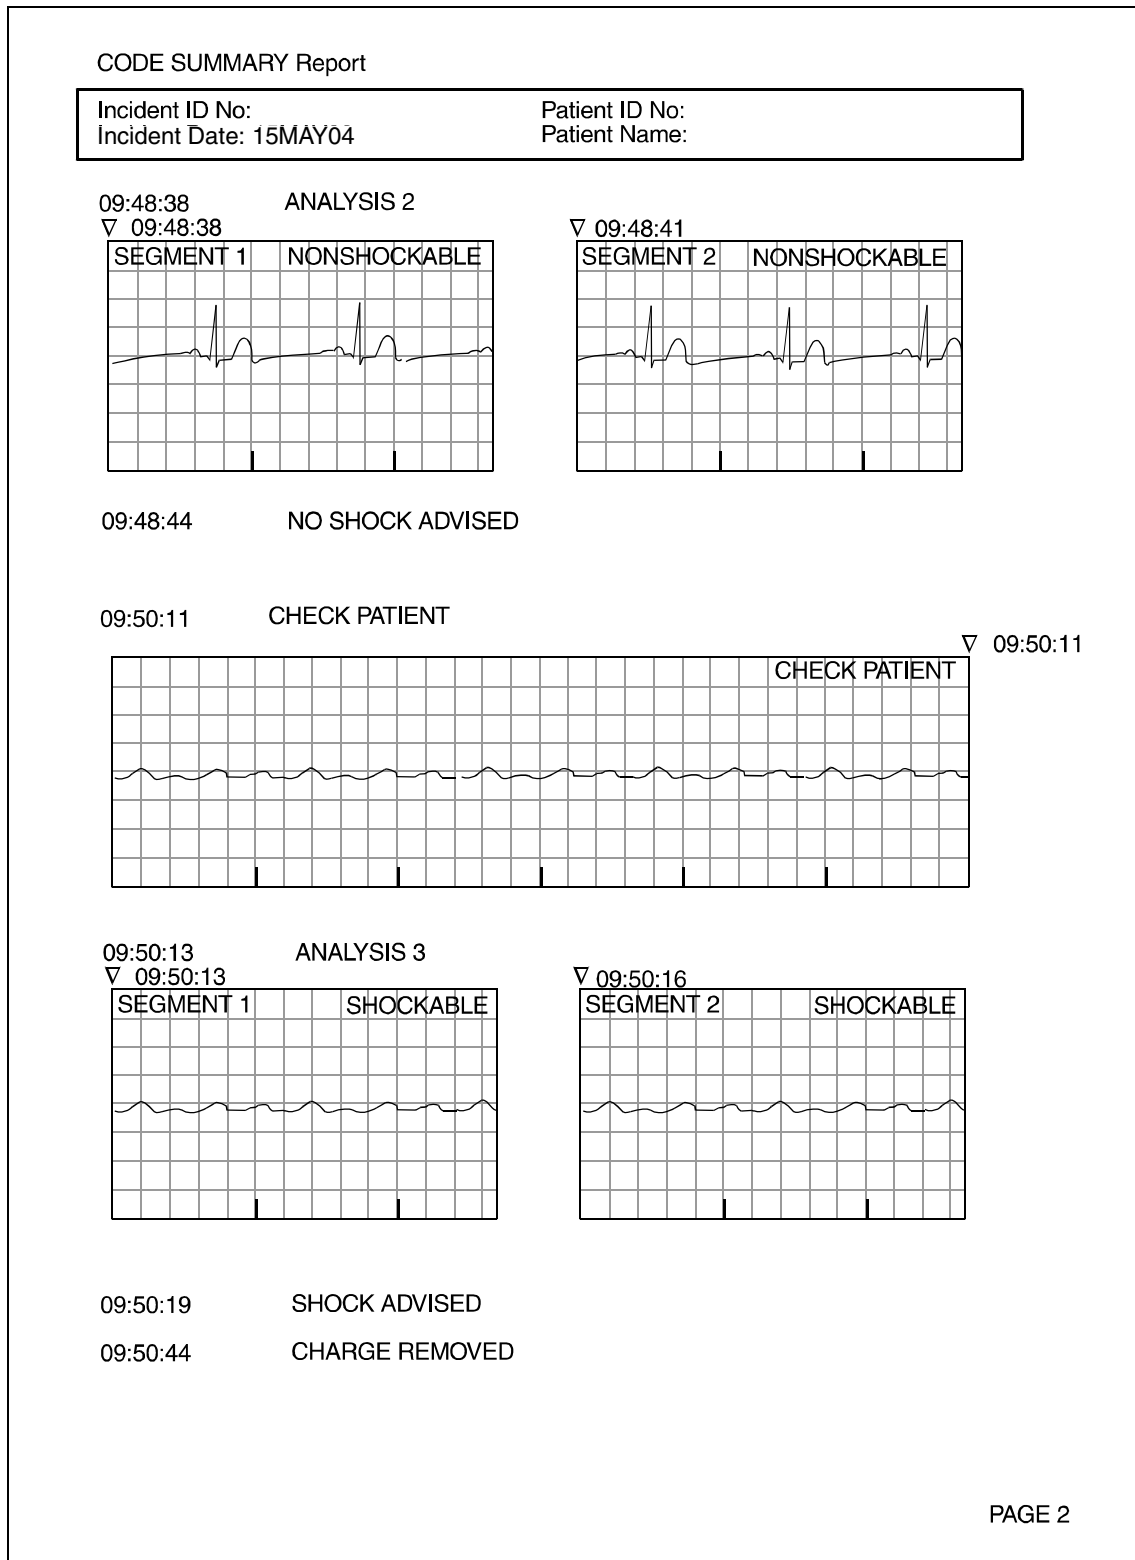 CODE SUMMARY Report
Incident ID No: Patient ID No:
Incident Date: 15MAY04 Patient Name:
09:48:38 ANALYSIS 2
▽ 09:48:38 ▽ 09:48:41
SEGMENT 1 NONSHOCKABLE SEGMENT 2 NONSHOCKABLE
09:48:44 NO SHOCK ADVISED
09:50:11 CHECK PATIENT
▽ 09:50:11
CHECK PATIENT
09:50:13 ANALYSIS 3
▽ 09:50:13 ▽ 09:50:16
SEGMENT 1 SHOCKABLE SEGMENT 2 SHOCKABLE
09:50:19 SHOCK ADVISED
09:50:44 CHARGE REMOVED
PAGE 2